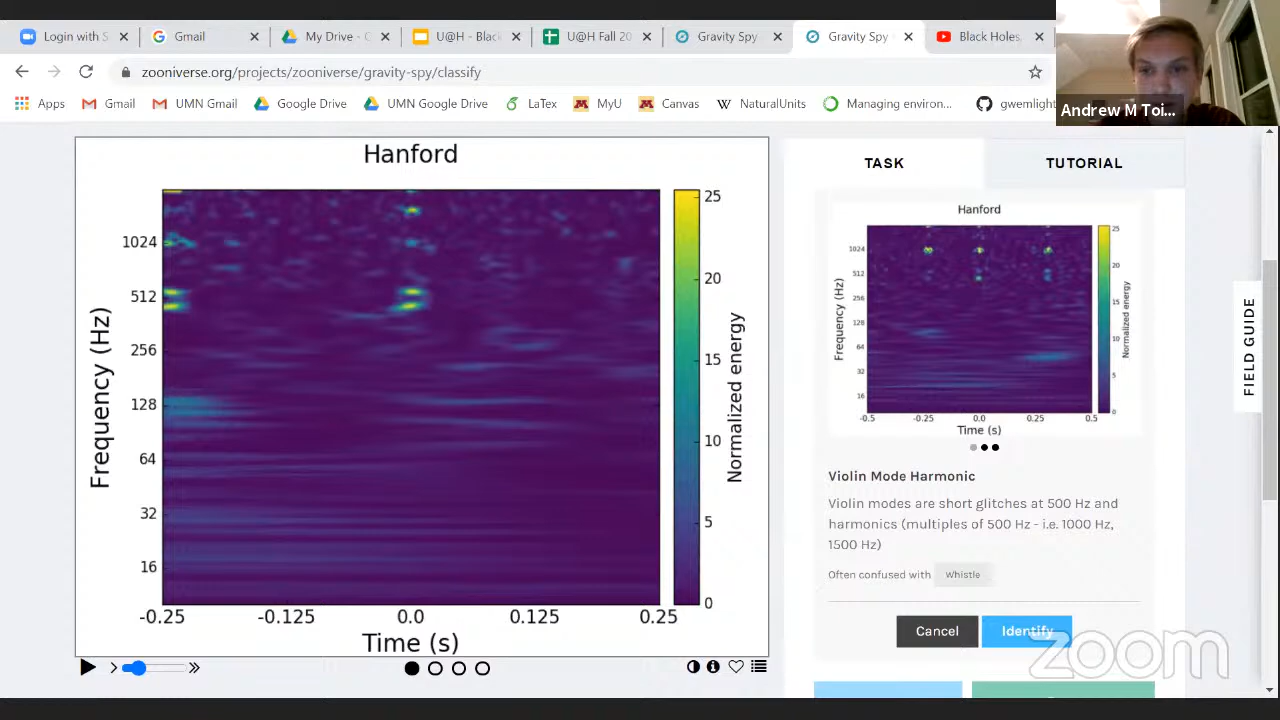 Login with S
Gmail
My Drive - C
U@H - Black
U@H Fall 20
Gravity Spy
Gravity Spy
Black Holes,
zooniverse.org/projects/zooniverse/gravity-spy/classify
Apps
Gmail
UMN Gmail
Google Drive
UMN Google Drive
LaTex
MyU
Canvas
NaturalUnits
Managing environ...
gwemlight
Andrew M Toi...
Hanford
1024
512
256
128
64
32
16
Frequency (Hz)
-0.25
-0.125
0.0
0.125
0.25
Time (s)
25
20
15
10
5
0
Normalized energy
TASK
TUTORIAL
Hanford
1024
512
256
128
64
32
16
Frequency (Hz)
-0.5
-0.25
0.0
0.25
0.5
Time (s)
25
20
15
10
5
0
Normalized energy
Violin Mode Harmonic
Violin modes are short glitches at 500 Hz and
harmonics (multiples of 500 Hz - i.e. 1000 Hz,
1500 Hz)
Often confused with Whistle
Cancel
Identify
FIELD GUIDE
zoom